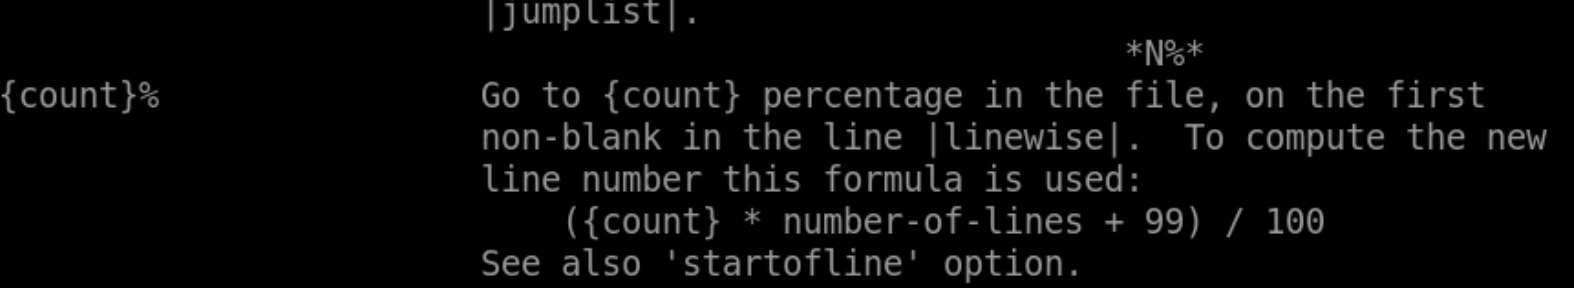 |jumplist|.
*N%*
{count}% Go to {count} percentage in the file, on the first
non-blank in the line |linewise|.  To compute the new
line number this formula is used:
({count} * number-of-lines + 99) / 100
See also 'startofline' option.